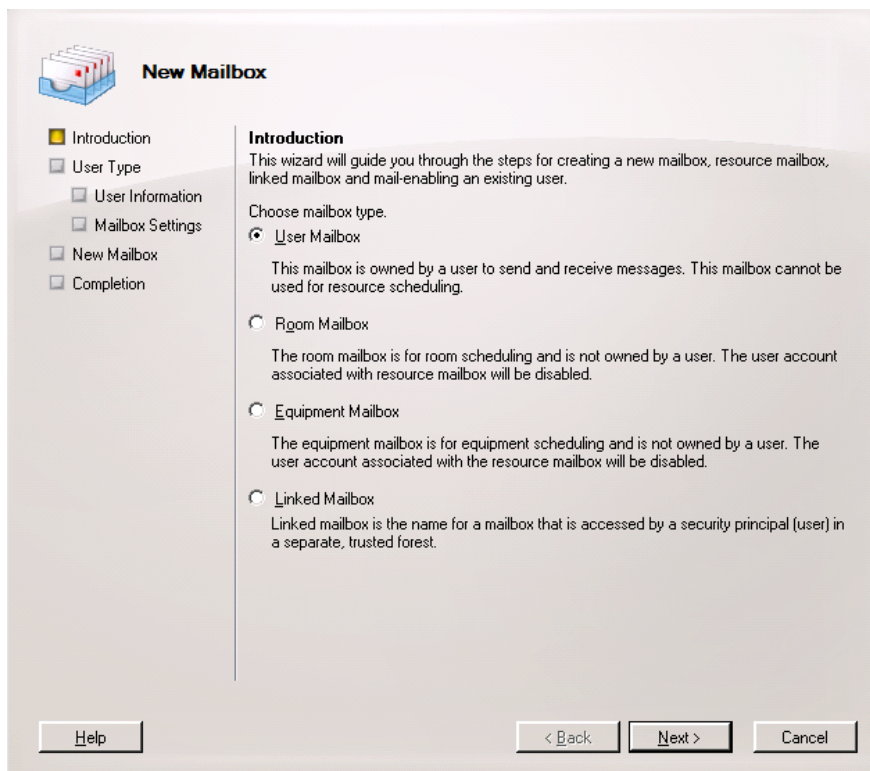 New Mailbox
Introduction
User Type
User Information
Mailbox Settings
New Mailbox
Completion
Introduction
This wizard will guide you through the steps for creating a new mailbox, resource mailbox,
linked mailbox and mail-enabling an existing user.
Choose mailbox type.
User Mailbox
This mailbox is owned by a user to send and receive messages. This mailbox cannot be
used for resource scheduling.
Room Mailbox
The room mailbox is for room scheduling and is not owned by a user. The user account
associated with resource mailbox will be disabled.
Equipment Mailbox
The equipment mailbox is for equipment scheduling and is not owned by a user. The
user account associated with the resource mailbox will be disabled.
Linked Mailbox
Linked mailbox is the name for a mailbox that is accessed by a security principal (user) in
a separate, trusted forest.
Help
< Back
Next >
Cancel